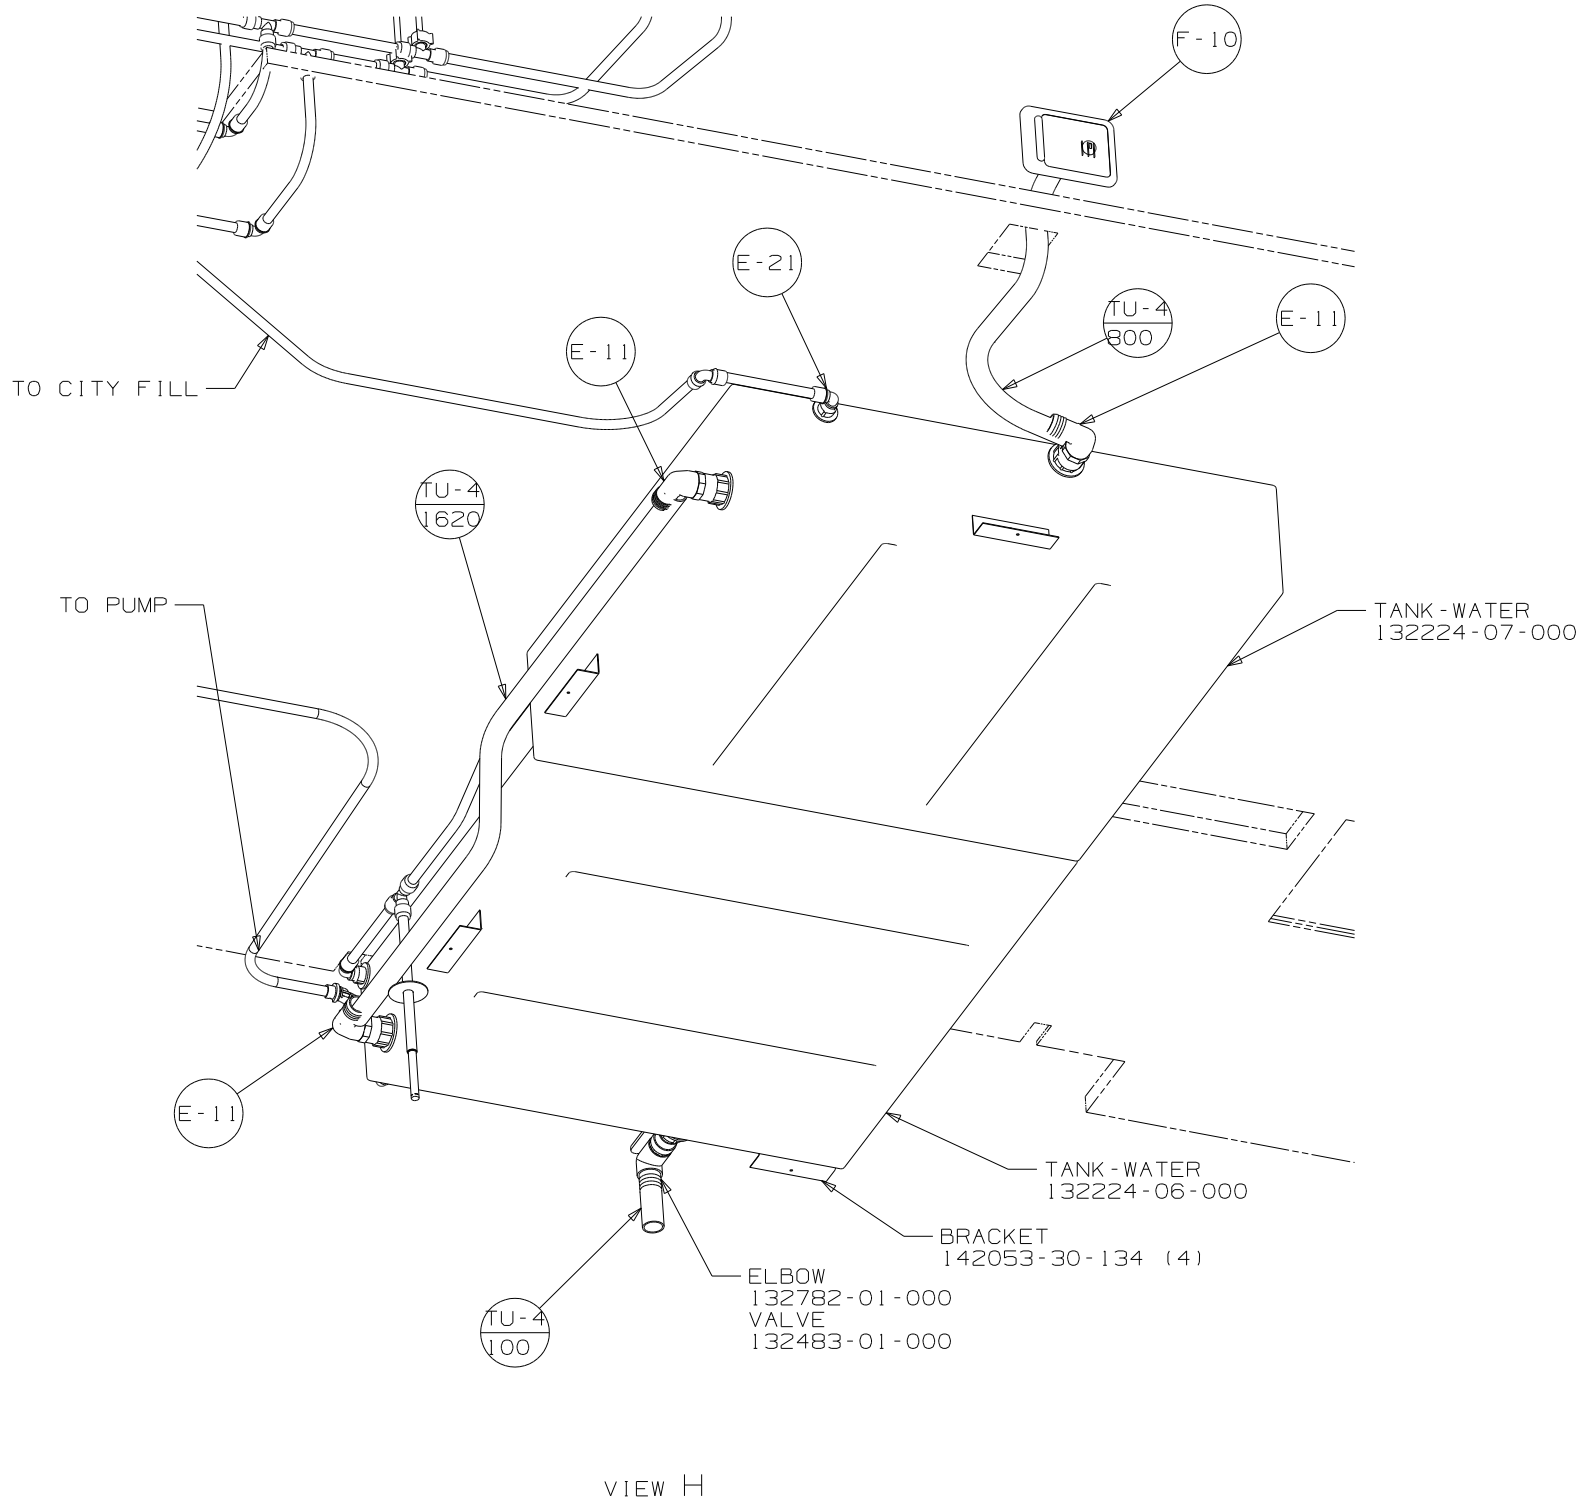 F-10
E-21
TU-4
800
E-11
E-11
TO CITY FILL
TU-4
1620
TO PUMP
TANK-WATER
132224-07-000
E-11
TANK-WATER
132224-06-000
BRACKET
142053-30-134 (4)
ELBOW
132782-01-000
VALVE
132483-01-000
TU-4
100
VIEW H